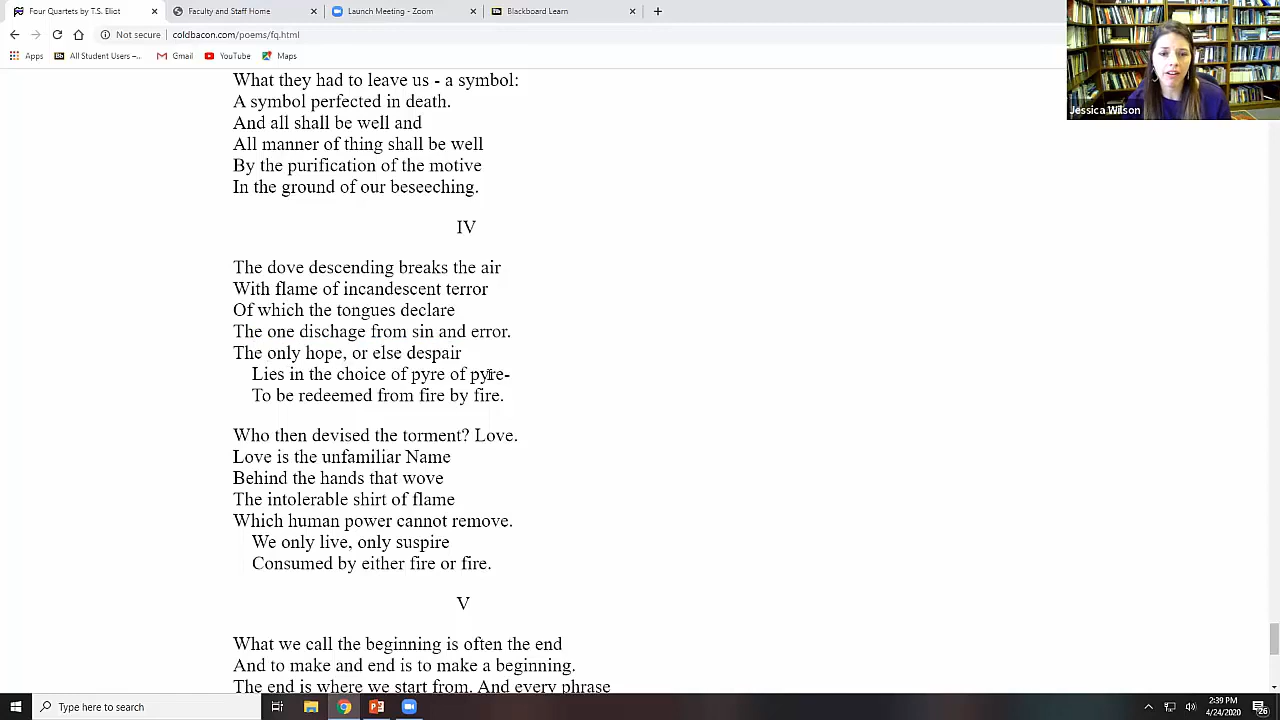 Four Quartets by T.S. Eliot
Faculty and Staff Home
Launch Meeting - Zoom
Blackboard Learn
Not secure
coldbacon.com/poems/fq.html
Apps
All Student Users –...
Gmail
YouTube
Maps
Jessica Wilson
What they had to leave us - a symbol:
A symbol perfected in death.
And all shall be well and
All manner of thing shall be well
By the purification of the motive
In the ground of our beseeching.
IV
The dove descending breaks the air
With flame of incandescent terror
Of which the tongues declare
The one dischage from sin and error.
The only hope, or else despair
Lies in the choice of pyre of pyre-
To be redeemed from fire by fire.
Who then devised the torment? Love.
Love is the unfamiliar Name
Behind the hands that wove
The intolerable shirt of flame
Which human power cannot remove.
We only live, only suspire
Consumed by either fire or fire.
V
What we call the beginning is often the end
And to make and end is to make a beginning.
The end is where we start from. And every phrase
Type here to search
2:39 PM
4/24/2020
26